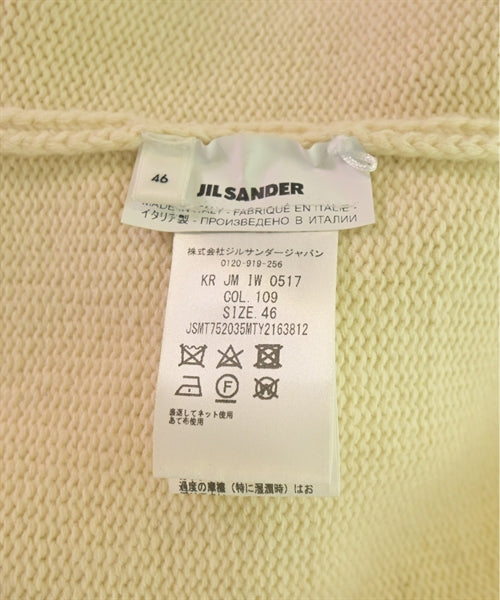 46
JIL SANDER
MADE IN ITALY - FABRIQUÉ EN ITALIE -
イタリア製 - ПРОИЗВЕДЕНО В ИТАЛИИ
株式会社ジルサンダージャパン
0120-919-256
KR JM IW 0517
COL. 109
SIZE. 46
JSMT752035MTY2163812
F W
裏返してネット使用
あて布使用
過度の摩擦（特に湿潤時）はお